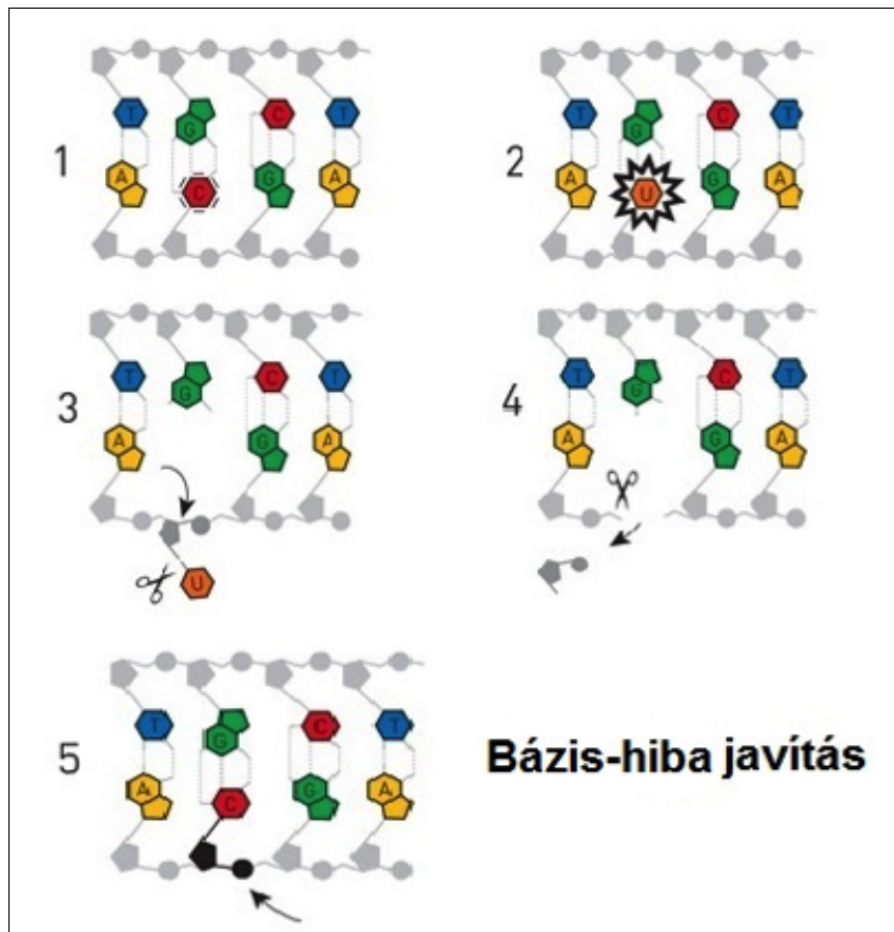 1
T G C T
A C G A
2
T G C T
A U G A
3
T G C T
A G A
U
4
T G C T
A G A
5
T G C T
A C G A
Bázis-hiba javítás